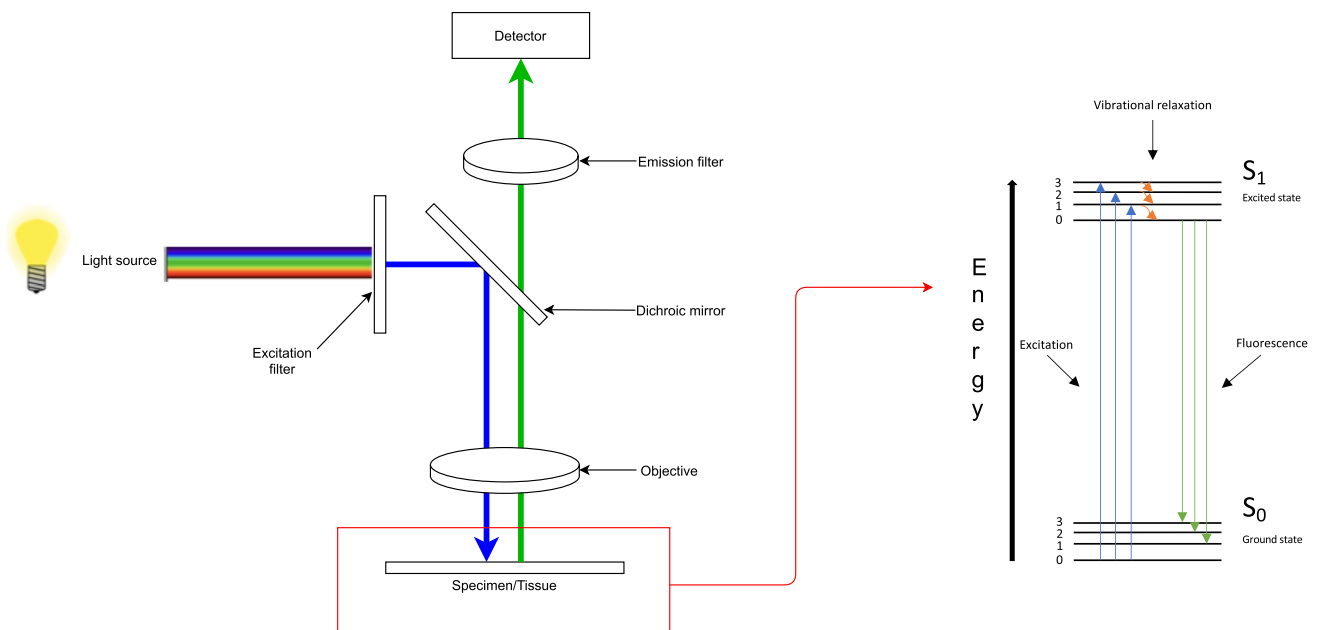 Detector
Emission filter
Light source
Dichroic mirror
Excitation
filter
Objective
Specimen/Tissue
Vibrational relaxation
S1
Excited state
3
2
1
0
Energy
Excitation
Fluorescence
S0
Ground state
3
2
1
0